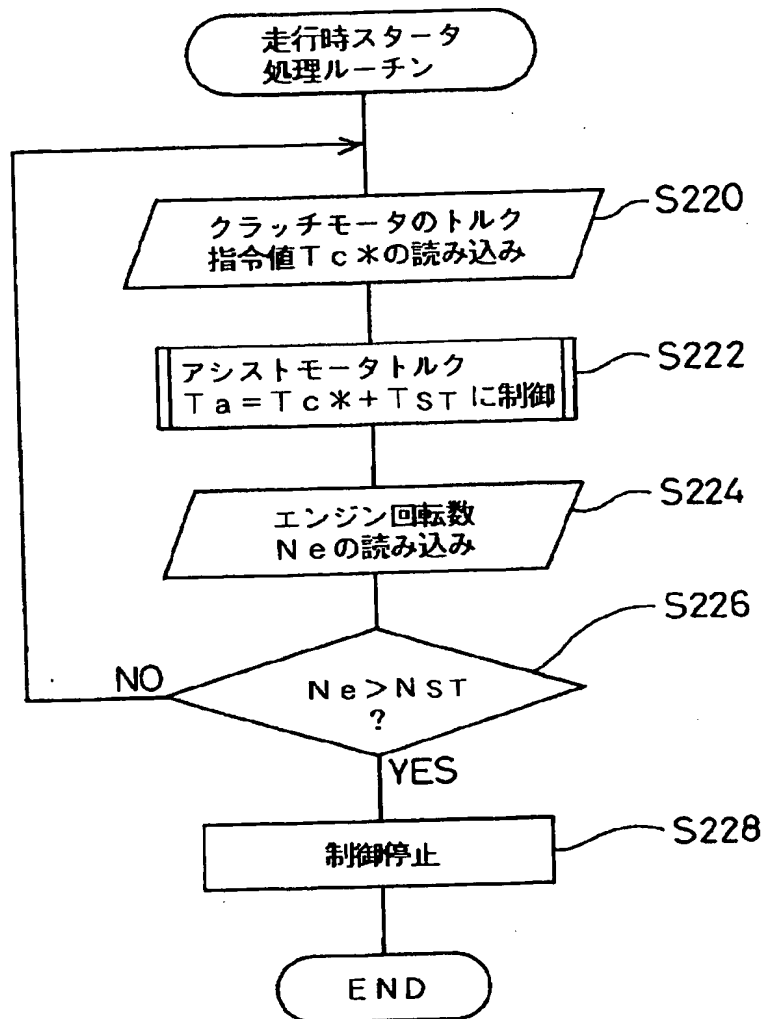 走行時スタータ
処理ルーチン
S220
クラッチモータのトルク
指令値Tc*の読み込み
S222
アシストモータトルク
Ta=Tc*+TSTに制御
S224
エンジン回転数
Neの読み込み
S226
NO
Ne>NST
?
YES
S228
制御停止
END